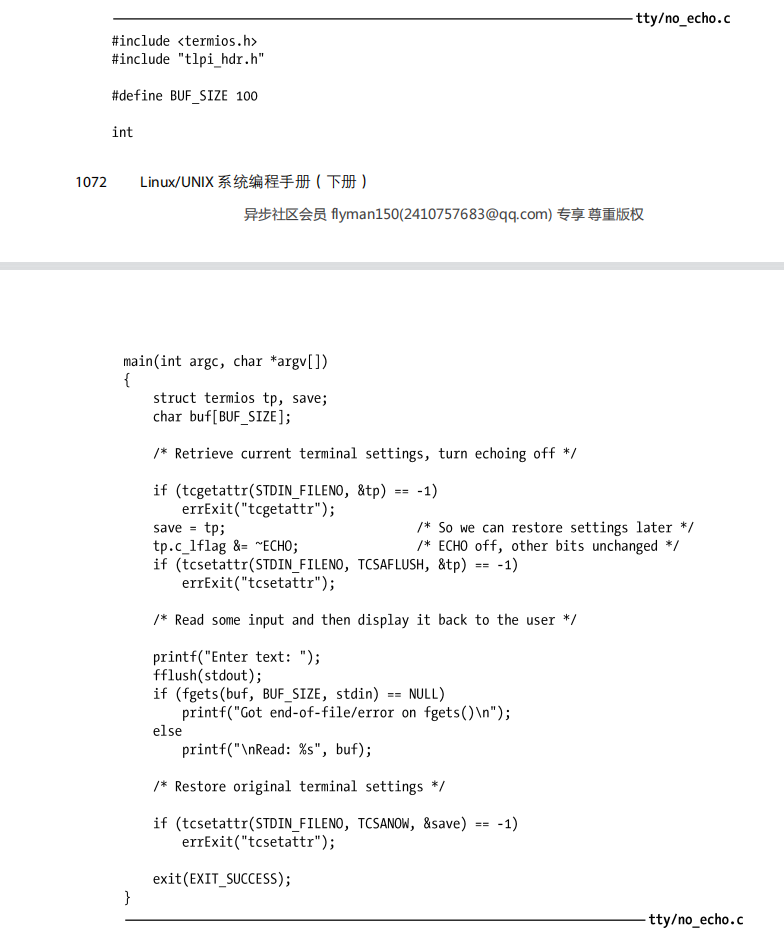 tty/no_echo.c
#include <termios.h>
#include "tlpi_hdr.h"
#define BUF_SIZE 100
int
1072 Linux/UNIX 系统编程手册（下册）
异步社区会员 flyman150(2410757683@qq.com) 专享 尊重版权
main(int argc, char *argv[])
{
    struct termios tp, save;
    char buf[BUF_SIZE];
    /* Retrieve current terminal settings, turn echoing off */
    if (tcgetattr(STDIN_FILENO, &tp) == -1)
        errExit("tcgetattr");
    save = tp;                          /* So we can restore settings later */
    tp.c_lflag &= ~ECHO;                /* ECHO off, other bits unchanged */
    if (tcsetattr(STDIN_FILENO, TCSAFLUSH, &tp) == -1)
        errExit("tcsetattr");
    /* Read some input and then display it back to the user */
    printf("Enter text: ");
    fflush(stdout);
    if (fgets(buf, BUF_SIZE, stdin) == NULL)
        printf("Got end-of-file/error on fgets()\n");
    else
        printf("\nRead: %s", buf);
    /* Restore original terminal settings */
    if (tcsetattr(STDIN_FILENO, TCSANOW, &save) == -1)
        errExit("tcsetattr");
    exit(EXIT_SUCCESS);
}
tty/no_echo.c